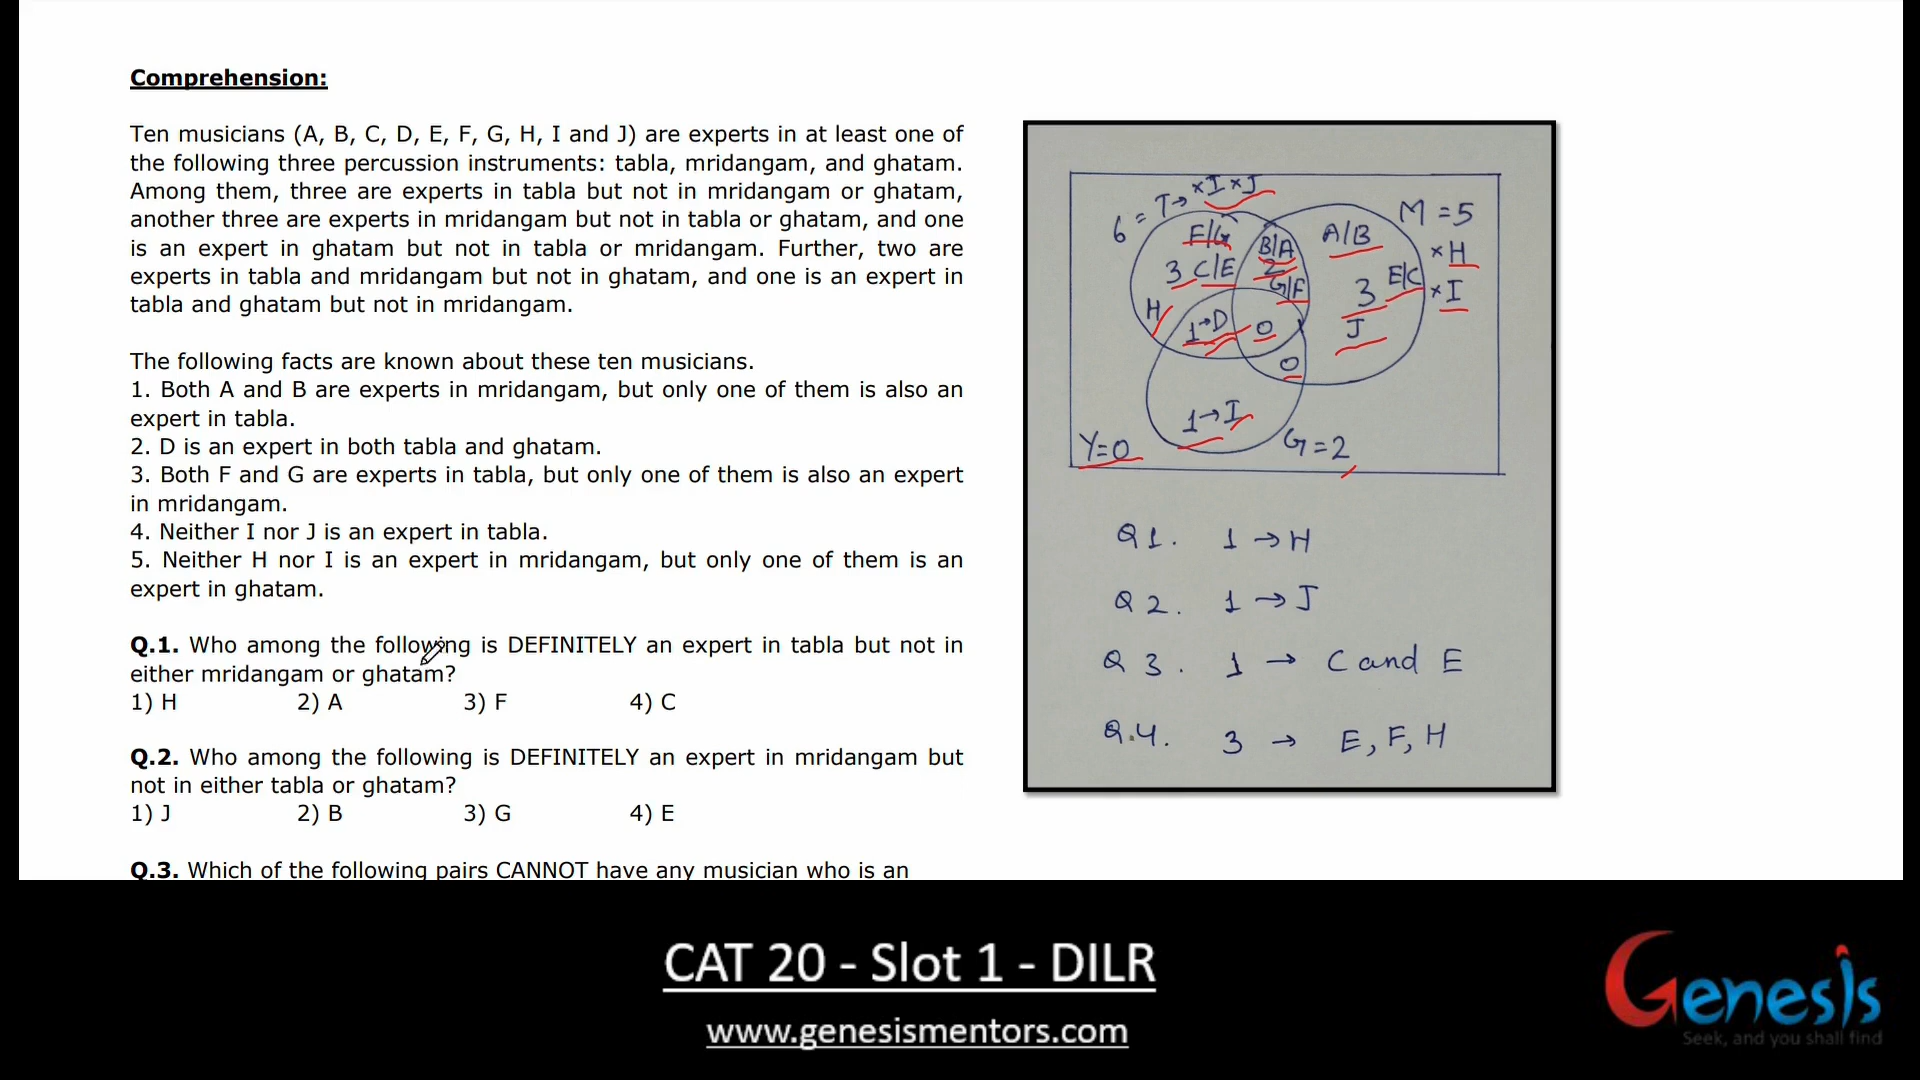 Comprehension:
Ten musicians (A, B, C, D, E, F, G, H, I and J) are experts in at least one of
the following three percussion instruments: tabla, mridangam, and ghatam.
Among them, three are experts in tabla but not in mridangam or ghatam,
another three are experts in mridangam but not in tabla or ghatam, and one
is an expert in ghatam but not in tabla or mridangam. Further, two are
experts in tabla and mridangam but not in ghatam, and one is an expert in
tabla and ghatam but not in mridangam.
The following facts are known about these ten musicians.
1. Both A and B are experts in mridangam, but only one of them is also an
expert in tabla.
2. D is an expert in both tabla and ghatam.
3. Both F and G are experts in tabla, but only one of them is also an expert
in mridangam.
4. Neither I nor J is an expert in tabla.
5. Neither H nor I is an expert in mridangam, but only one of them is an
expert in ghatam.
Q.1. Who among the following is DEFINITELY an expert in tabla but not in
either mridangam or ghatam?
1) H 2) A 3) F 4) C
Q.2. Who among the following is DEFINITELY an expert in mridangam but
not in either tabla or ghatam?
1) J 2) B 3) G 4) E
Q.3. Which of the following pairs CANNOT have any musician who is an
6 = T→ ×I ×J
M = 5
F/G
B/A
A/B
×H
3 C/E
2
G/F
3
E/C
×I
H
1→D
0
J
0
1→I
Y=0
G=2
Q1. 1 → H
Q2. 1 → J
Q3. 1 → C and E
Q.4. 3 → E, F, H
CAT 20 - Slot 1 - DILR
www.genesismentors.com
Genesis
Seek, and you shall find